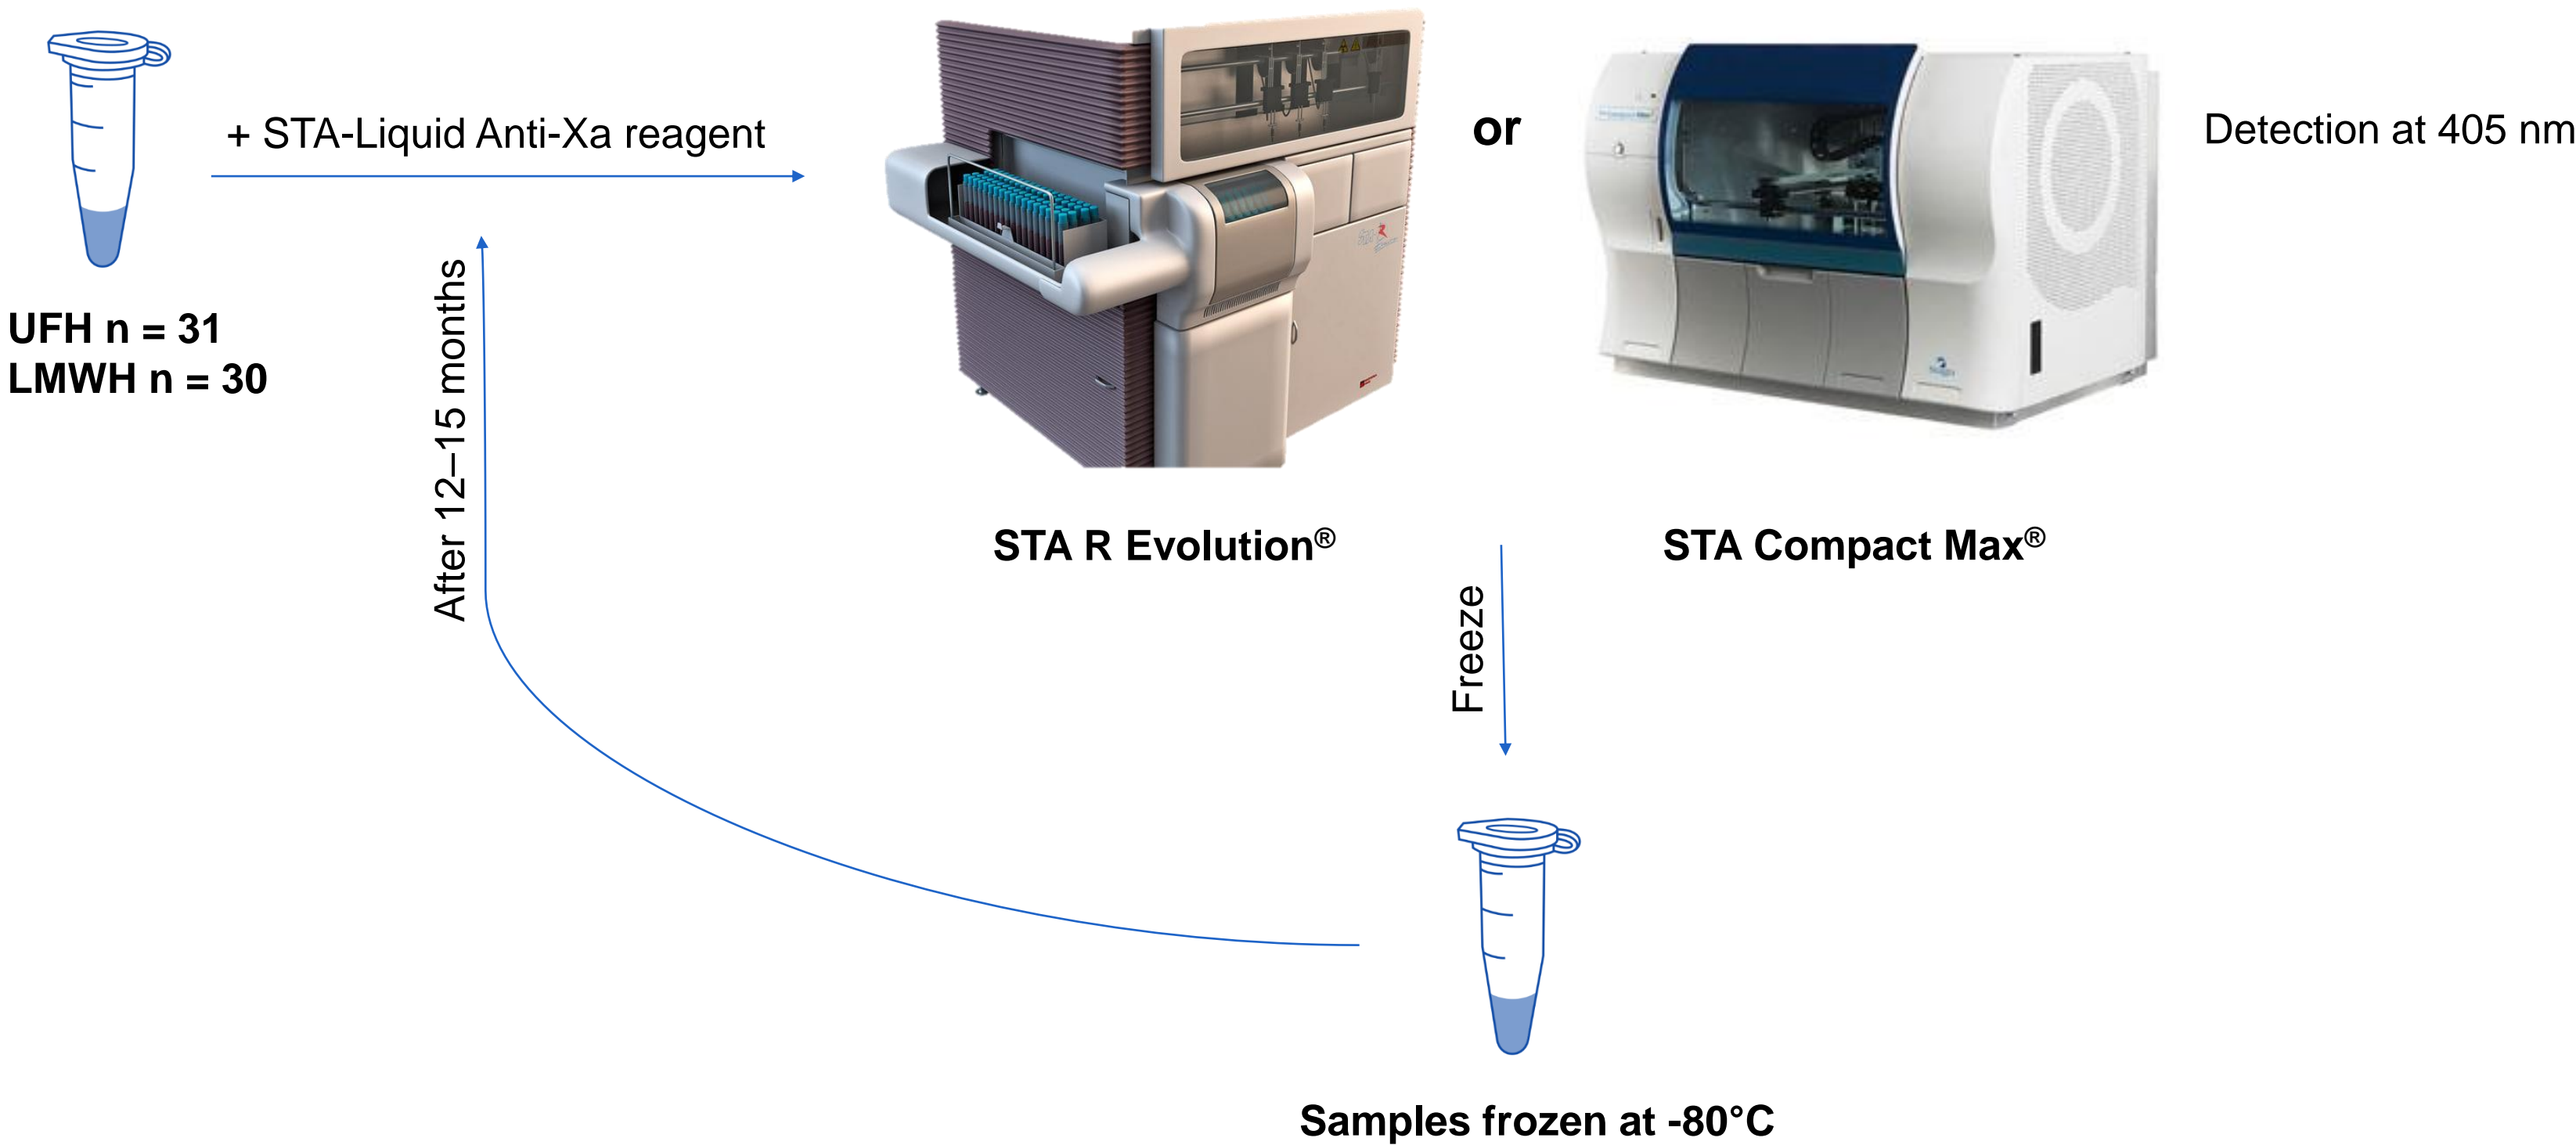 + STA-Liquid Anti-Xa reagent
or
Detection at 405 nm
UFH n = 31
LMWH n = 30
After 12–15 months
STA R Evolution®
STA Compact Max®
Freeze
Samples frozen at -80°C